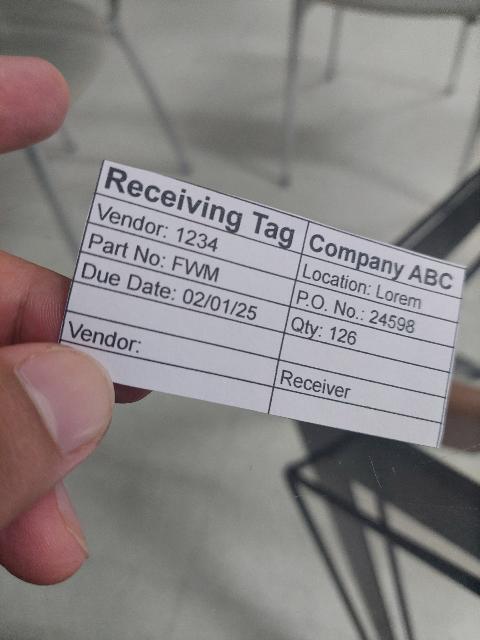 Receiving Tag
Company ABC
Vendor: 1234
Location: Lorem
Part No: FWM
P.O. No.: 24598
Due Date: 02/01/25
Qty: 126
Vendor:
Receiver